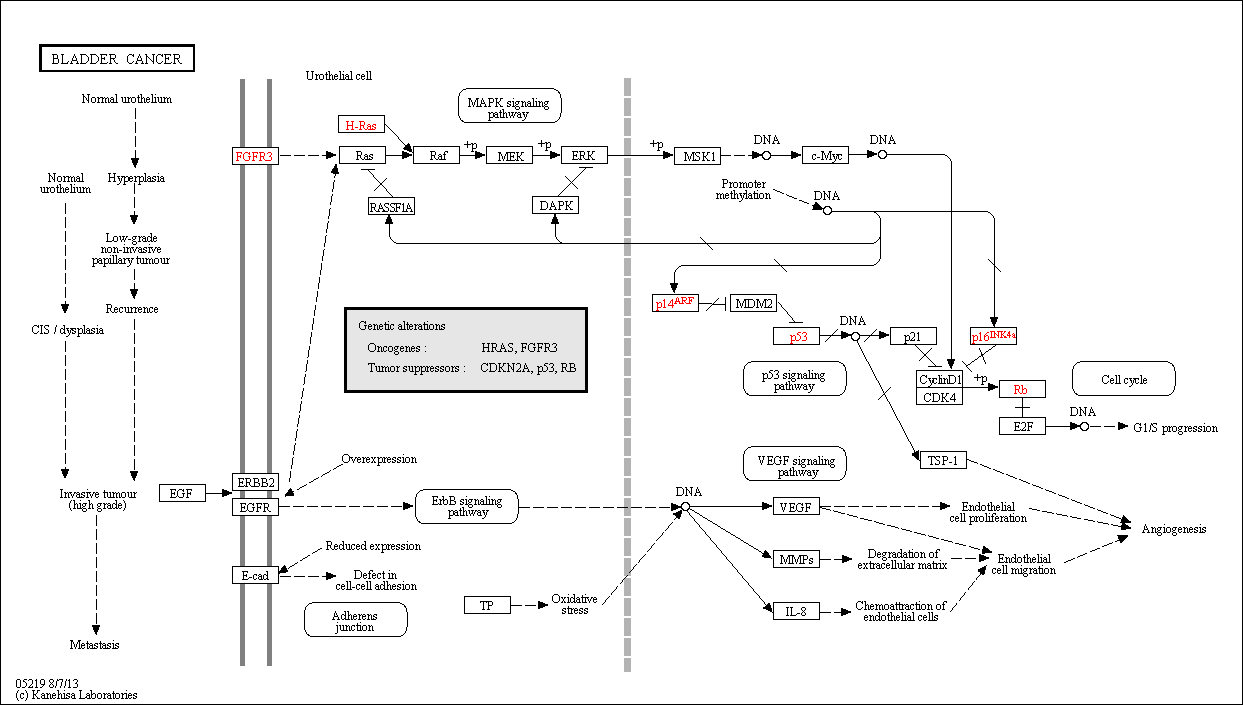 BLADDER CANCER
Urothelial cell
Normal urothelium
Hyperplasia
Low-grade
non-invasive
papillary tumour
Recurrence
Normal
urothelium
CIS / dysplasia
Invasive tumour
(high grade)
Metastasis
MAPK signaling
pathway
H-Ras
FGFR3
Ras
Raf
+p
MEK
+p
ERK
+p
MSK1
DNA
c-Myc
DNA
RASSF1A
DAPK
Promoter
methylation
DNA
p14ARF
MDM2
p53
DNA
p21
p16INK4a
p53 signaling
pathway
CyclinD1
CDK4
+p
Rb
E2F
DNA
G1/S progression
Cell cycle
Genetic alterations
Oncogenes : HRAS, FGFR3
Tumor suppressors : CDKN2A, p53, RB
TSP-1
VEGF signaling
pathway
Overexpression
EGF
ERBB2
EGFR
ErbB signaling
pathway
DNA
VEGF
Endothelial
cell proliferation
Angiogenesis
Reduced expression
E-cad
Defect in
cell-cell adhesion
Adherens
junction
TP
Oxidative
stress
MMPs
Degradation of
extracellular matrix
Endothelial
cell migration
IL-8
Chemoattraction of
endothelial cells
05219 8/7/13
(c) Kanehisa Laboratories